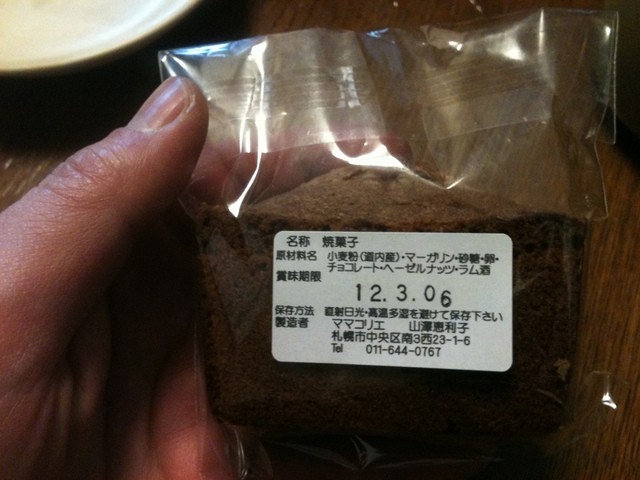 名称 焼菓子
原材料名 小麦粉(道内産)・マーガリン・砂糖・卵・
チョコレート・ヘーゼルナッツ・ラム酒
賞味期限
12.3.06
保存方法 直射日光・高温多湿を避けて保存下さい
製造者 ママコリエ 山澤恵利子
札幌市中央区南3西23-1-6
Tel 011-644-0767